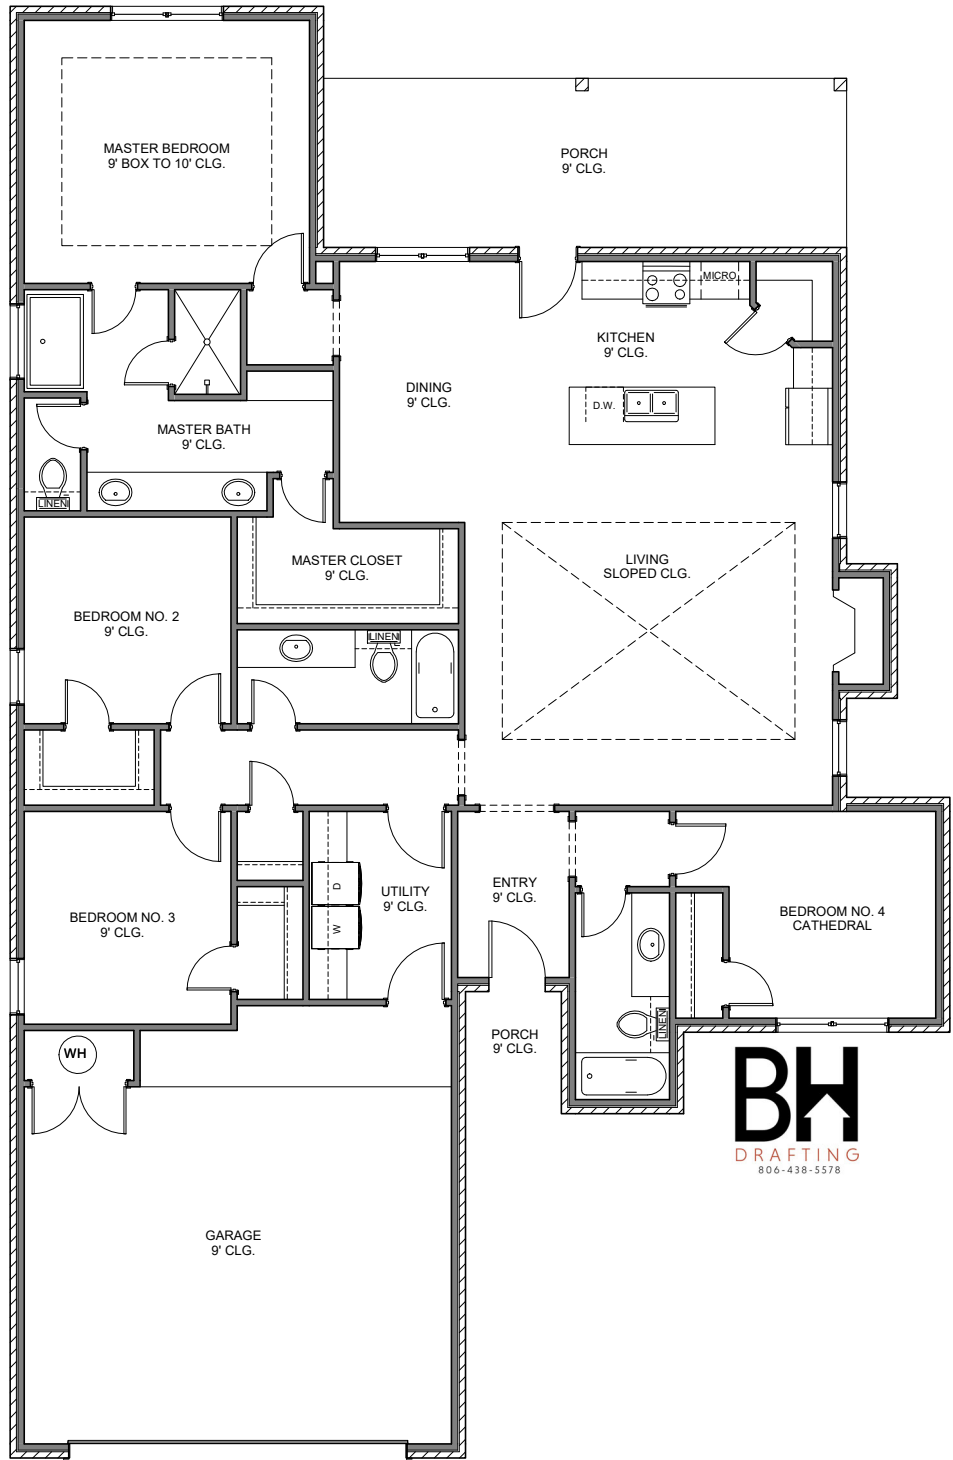 MASTER BEDROOM
9' BOX TO 10' CLG.
PORCH
9' CLG.
MICRO
KITCHEN
9' CLG.
DINING
9' CLG.
D.W.
MASTER BATH
9' CLG.
LINEN
MASTER CLOSET
9' CLG.
LIVING
SLOPED CLG.
BEDROOM NO. 2
9' CLG.
LINEN
D
W
UTILITY
9' CLG.
ENTRY
9' CLG.
BEDROOM NO. 3
9' CLG.
BEDROOM NO. 4
CATHEDRAL
LINEN
PORCH
9' CLG.
WH
BH
DRAFTING
806-438-5578
GARAGE
9' CLG.